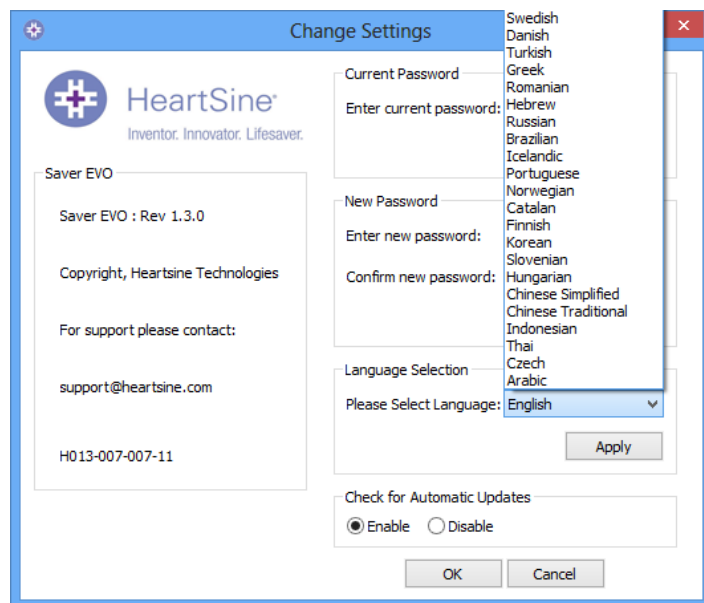 Change Settings
HeartSine®
Inventor. Innovator. Lifesaver.
Saver EVO
Saver EVO : Rev 1.3.0
Copyright, Heartsine Technologies
For support please contact:
support@heartsine.com
H013-007-007-11
Current Password
Enter current password:
New Password
Enter new password:
Confirm new password:
Language Selection
Please Select Language:
English
Swedish
Danish
Turkish
Greek
Romanian
Hebrew
Russian
Brazilian
Icelandic
Portuguese
Norwegian
Catalan
Finnish
Korean
Slovenian
Hungarian
Chinese Simplified
Chinese Traditional
Indonesian
Thai
Czech
Arabic
Apply
Check for Automatic Updates
Enable
Disable
OK
Cancel